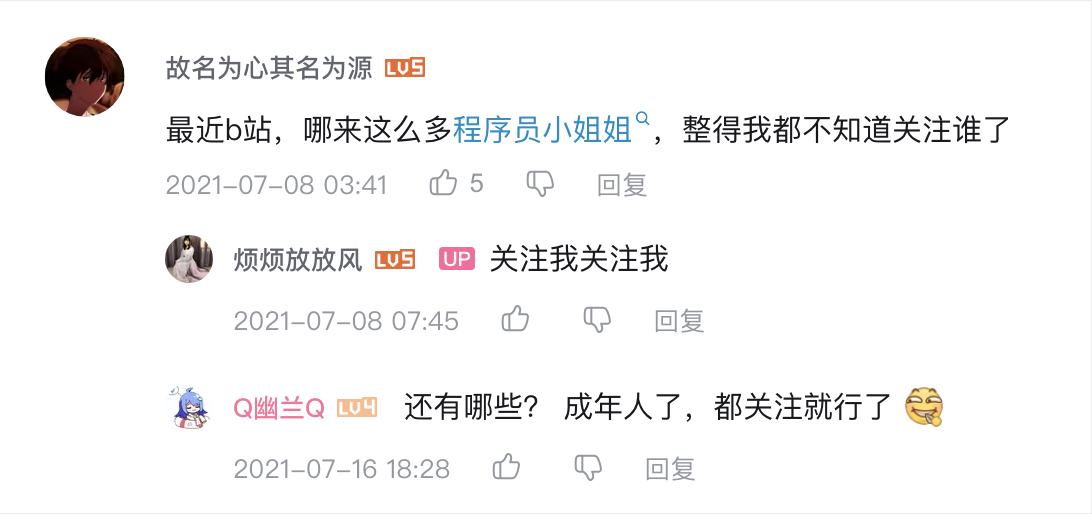 故名为心其名为源 LV5
最近b站，哪来这么多程序员小姐姐，整得我都不知道关注谁了
2021-07-08 03:41 5 回复
烦烦放放风 LV5 UP 关注我关注我
2021-07-08 07:45 回复
Q幽兰Q LV4 还有哪些？ 成年人了，都关注就行了
2021-07-16 18:28 回复